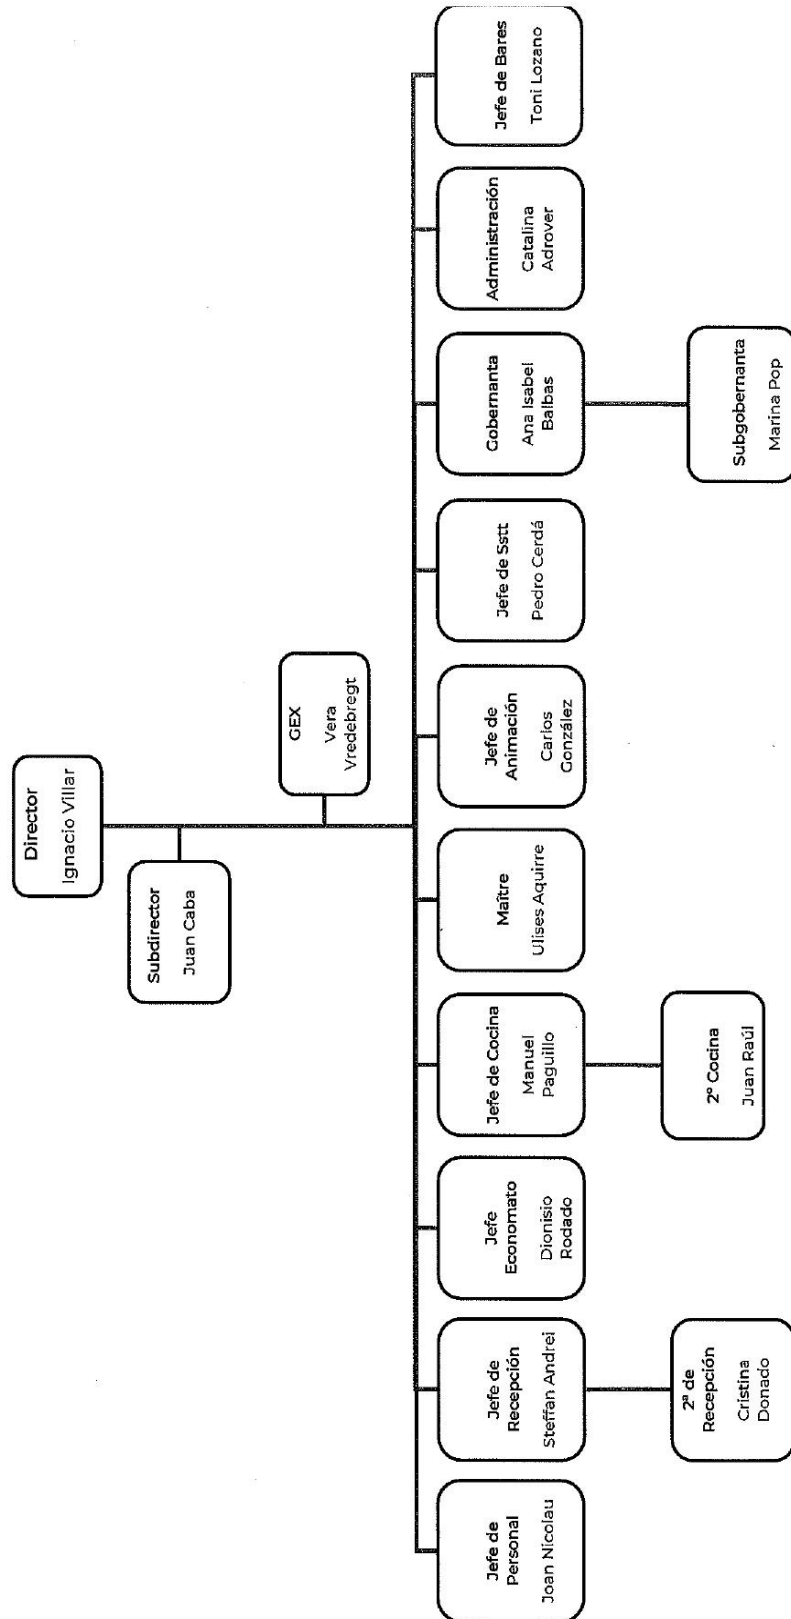 Director
Ignacio Villar
Subdirector
Juan Caba
GEX
Vera
Vredebregt
Jefe de
Personal
Joan Nicolau
Jefe de
Recepción
Steffan Andrei
Jefe
Economato
Dionisio
Rodado
Jefe de Cocina
Manuel
Paguillo
Maître
Ulises Aquirre
Jefe de
Animación
Carlos
González
Jefe de Sstt
Pedro Cerdá
Gobernanta
Ana Isabel
Balbas
Administración
Catalina
Adrover
Jefe de Bares
Toni Lozano
2ª de
Recepción
Cristina
Donado
2º Cocina
Juan Raúl
Subgobernanta
Marina Pop